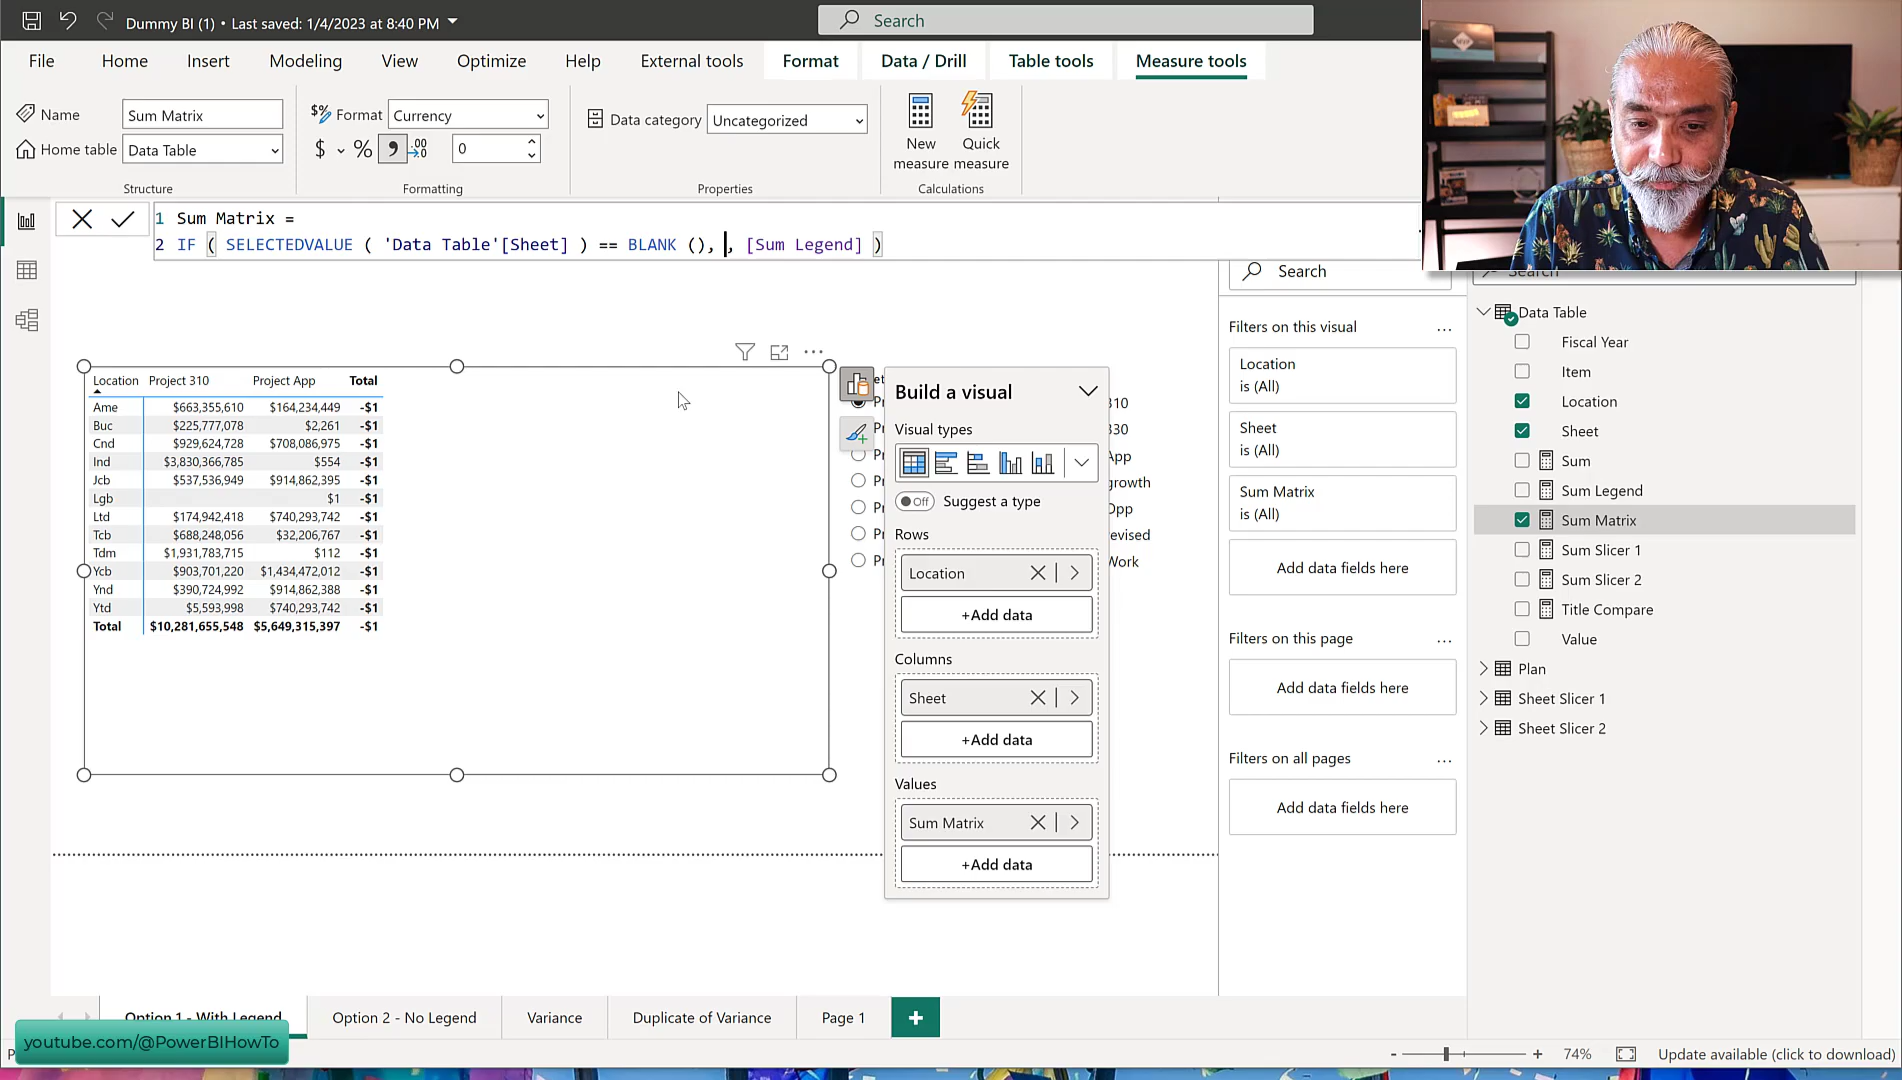 Dummy BI (1) • Last saved: 1/4/2023 at 8:40 PM
Search
File Home Insert Modeling View Optimize Help External tools Format Data / Drill Table tools Measure tools
Name Sum Matrix
Home table Data Table
Structure
Format Currency
$ % 0
Formatting
Data category Uncategorized
Properties
New measure
Quick measure
Calculations
1 Sum Matrix =
2 IF ( SELECTEDVALUE ( 'Data Table'[Sheet] ) == BLANK (), , [Sum Legend] )
Location Project 310 Project App Total
Ame $663,355,610 $164,234,449 -$1
Buc $225,777,078 $2,261 -$1
Cnd $929,624,728 $708,086,975 -$1
Ind $3,830,366,785 $554 -$1
Jcb $537,536,949 $914,862,395 -$1
Lgb $1 -$1
Ltd $174,942,418 $740,293,742 -$1
Tcb $688,248,056 $32,206,767 -$1
Tdm $1,931,783,715 $112 -$1
Ycb $903,701,220 $1,434,472,012 -$1
Ynd $390,724,992 $914,862,388 -$1
Ytd $5,593,998 $740,293,742 -$1
Total $10,281,655,548 $5,649,315,397 -$1
Build a visual
Visual types
Off Suggest a type
Rows
Location
+Add data
Columns
Sheet
+Add data
Values
Sum Matrix
+Add data
310
330
App
growth
Opp
evised
Work
Search
Filters on this visual ...
Location
is (All)
Sheet
is (All)
Sum Matrix
is (All)
Add data fields here
Filters on this page ...
Add data fields here
Filters on all pages ...
Add data fields here
Search
Data Table
Fiscal Year
Item
Location
Sheet
Sum
Sum Legend
Sum Matrix
Sum Slicer 1
Sum Slicer 2
Title Compare
Value
Plan
Sheet Slicer 1
Sheet Slicer 2
Option 1 - With Legend Option 2 - No Legend Variance Duplicate of Variance Page 1
youtube.com/@PowerBIHowTo
74% Update available (click to download)